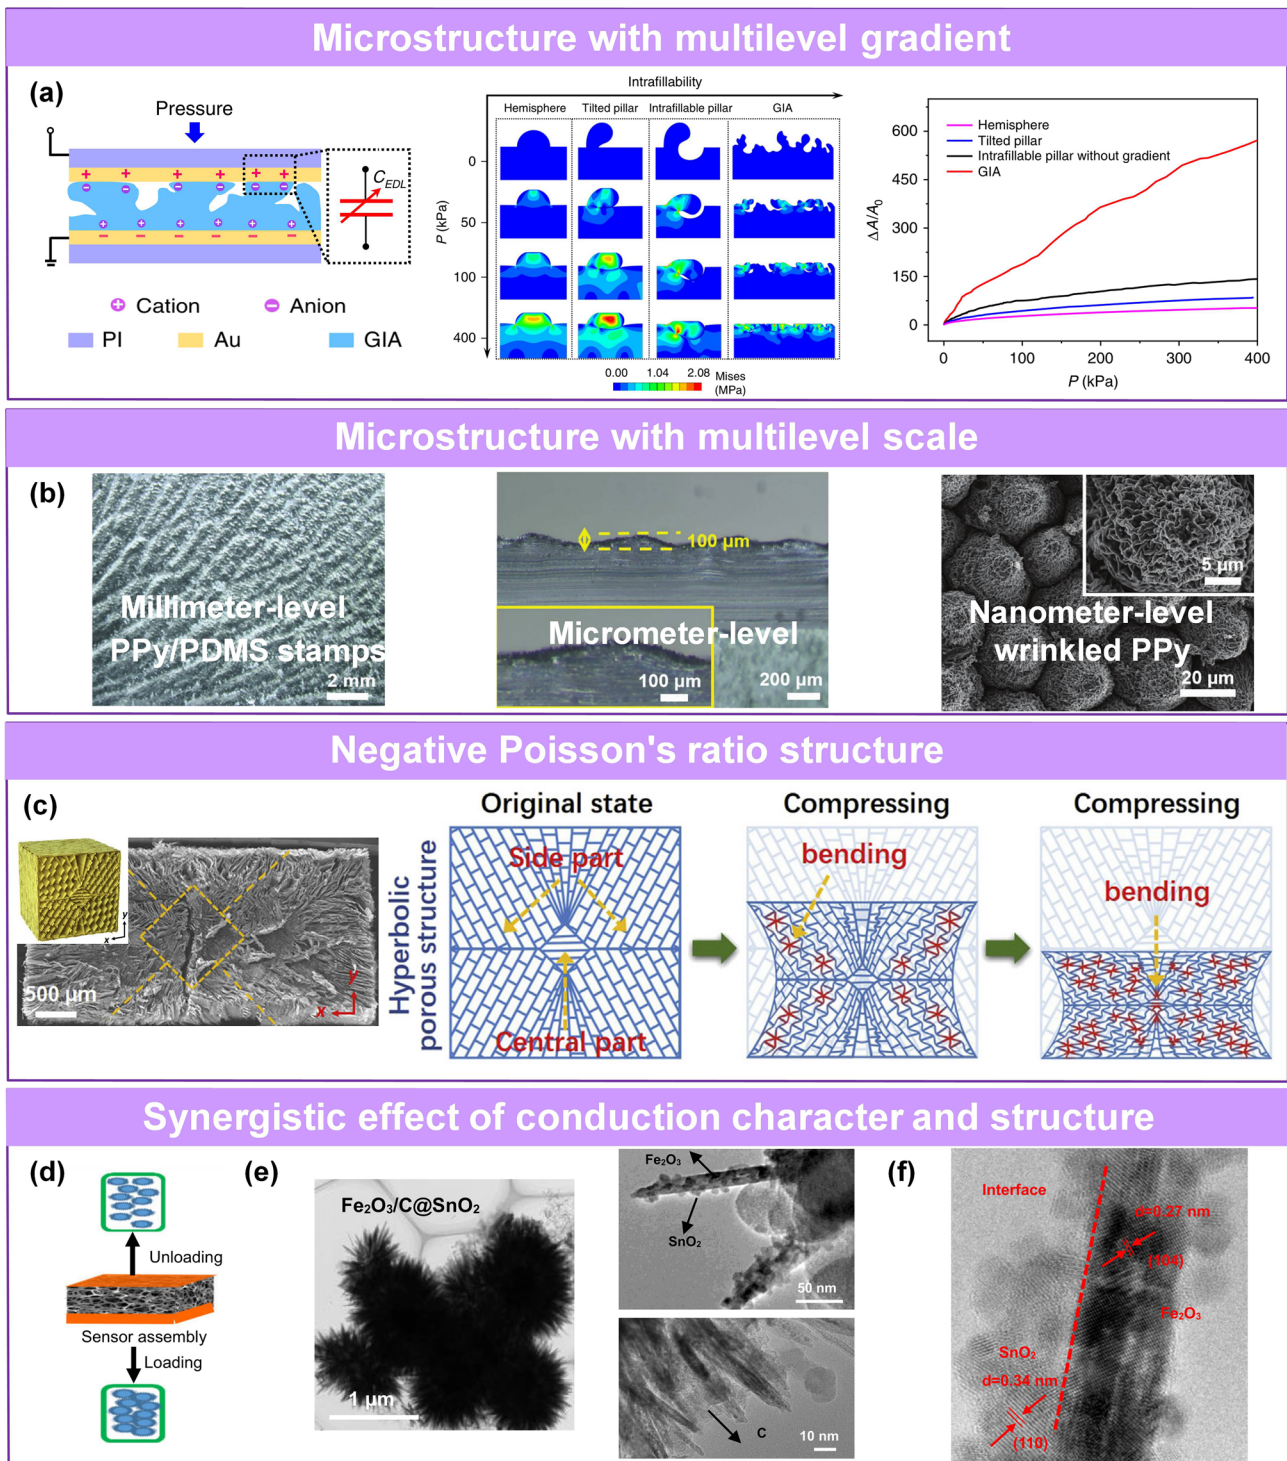 Microstructure with multilevel gradient
(a)
Pressure
C_EDL
Cation
Anion
PI
Au
GIA
Intrafillability
Hemisphere
Tilted pillar
Intrafillable pillar
GIA
P (kPa)
0
50
100
400
0.00
1.04
2.08
Mises
(MPa)
ΔA/A₀
600
450
300
150
0
Hemisphere
Tilted pillar
Intrafillable pillar without gradient
GIA
0
100
200
300
400
P (kPa)
Microstructure with multilevel scale
(b)
Millimeter-level
PPy/PDMS stamps
2 mm
100 μm
Micrometer-level
100 μm
200 μm
5 μm
Nanometer-level
wrinkled PPy
20 μm
Negative Poisson's ratio structure
(c)
y
x
500 μm
y
x
Hyperbolic
porous structure
Original state
Side part
Central part
Compressing
bending
Compressing
bending
Synergistic effect of conduction character and structure
(d)
Unloading
Sensor assembly
Loading
(e)
Fe₂O₃/C@SnO₂
1 μm
Fe₂O₃
SnO₂
50 nm
C
10 nm
(f)
Interface
d=0.27 nm
(104)
Fe₂O₃
SnO₂
d=0.34 nm
(110)